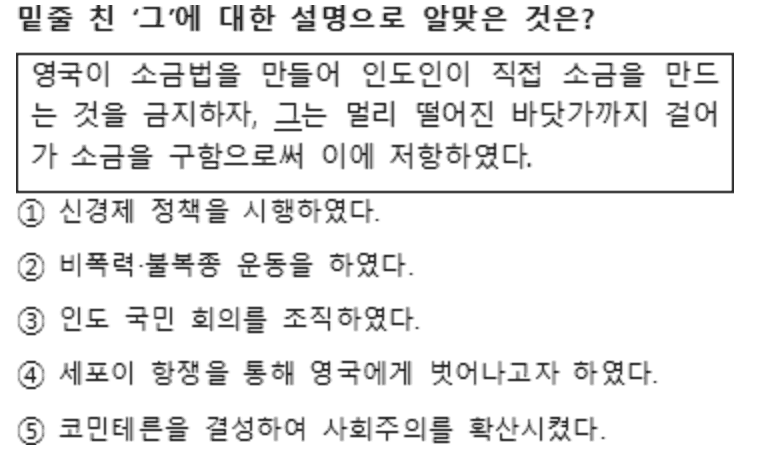 밑줄 친 ‘그’에 대한 설명으로 알맞은 것은?
영국이 소금법을 만들어 인도인이 직접 소금을 만드
는 것을 금지하자, 그는 멀리 떨어진 바닷가까지 걸어
가 소금을 구함으로써 이에 저항하였다.
① 신경제 정책을 시행하였다.
② 비폭력·불복종 운동을 하였다.
③ 인도 국민 회의를 조직하였다.
④ 세포이 항쟁을 통해 영국에게 벗어나고자 하였다.
⑤ 코민테른을 결성하여 사회주의를 확산시켰다.